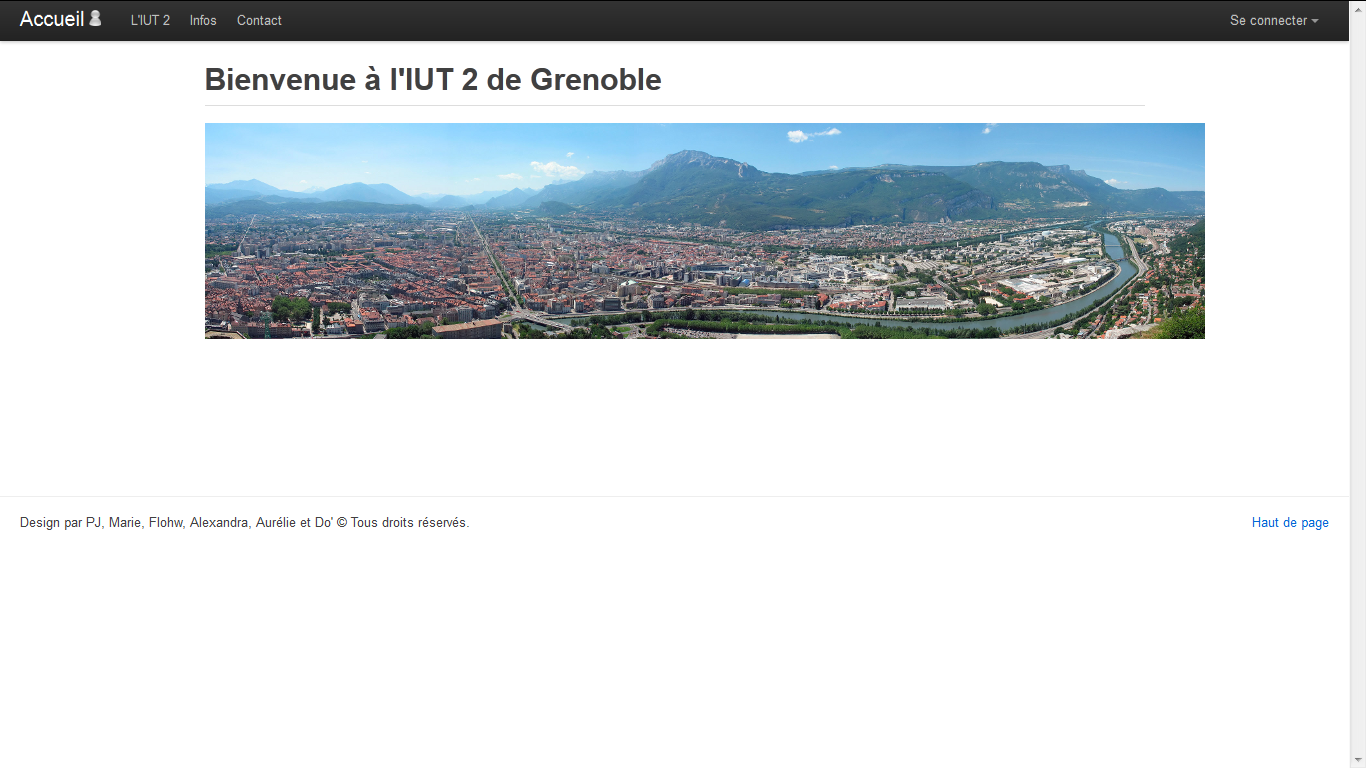 Accueil L'IUT 2 Infos Contact Se connecter
Bienvenue à l'IUT 2 de Grenoble
Design par PJ, Marie, Flohw, Alexandra, Aurélie et Do' © Tous droits réservés. Haut de page